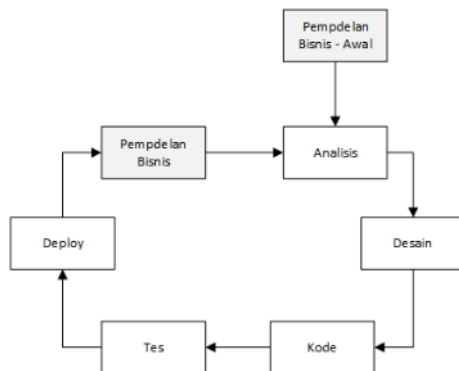 Pempdelan
Bisnis - Awal
Pempdelan
Bisnis
Analisis
Deploy
Desain
Tes
Kode